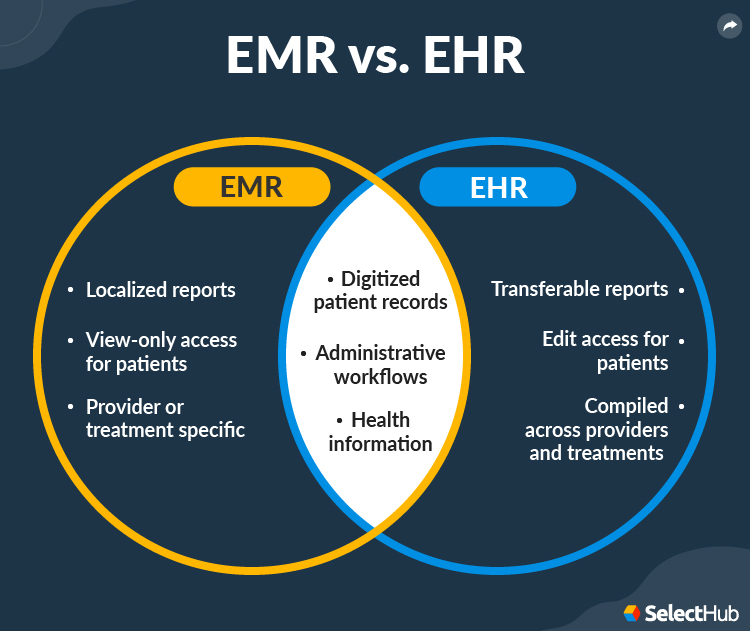 EMR vs. EHR
EMR
• Localized reports
• View-only access
for patients
• Provider or
treatment specific
• Digitized
patient records
• Administrative
workflows
• Health
information
EHR
Transferable reports •
Edit access for •
patients
Compiled •
across providers
and treatments
SelectHub